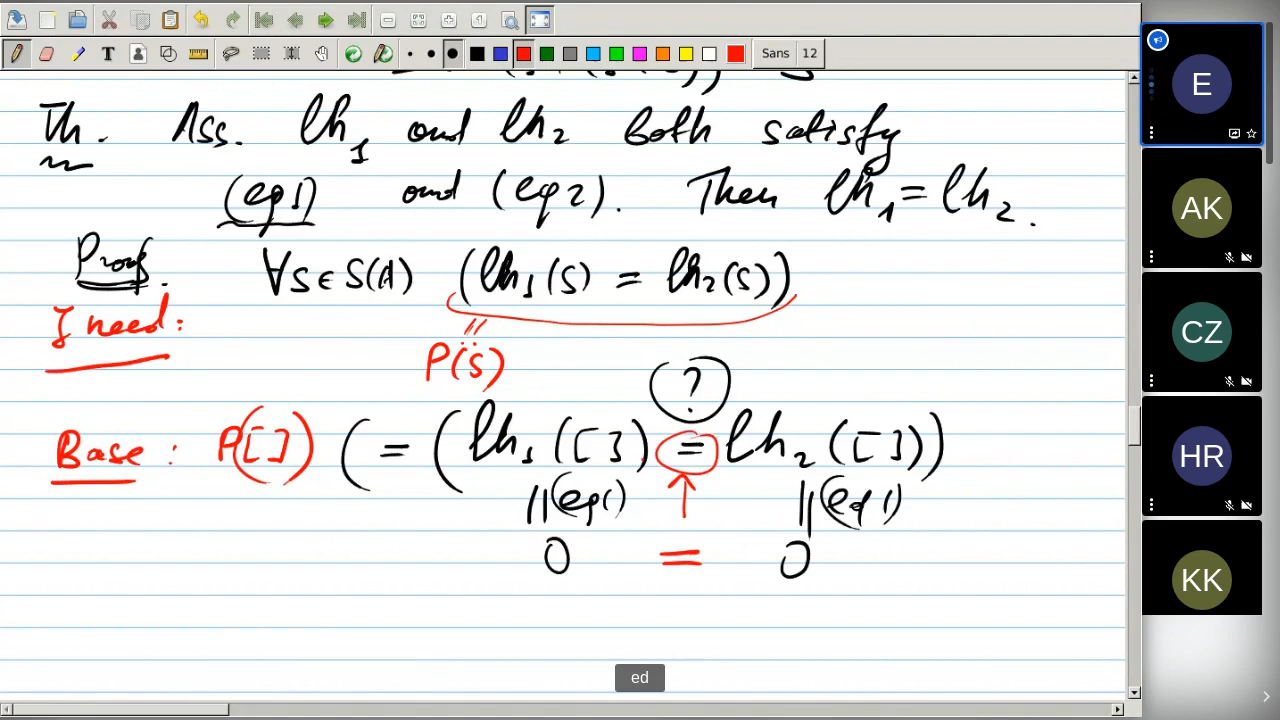 Sans 12
Th. Ass. lh1 and lh2 both satisfy
(eq1) and (eq2). Then lh1 = lh2.
Proof. ∀s∈S(A) (lh1(s) = lh2(s))
I need:
P(s)
?
Base: P([]) ( = (lh1([]) = lh2([]))
||(eq1) ↑ ||(eq1)
0 = 0
ed
E
AK
CZ
HR
KK